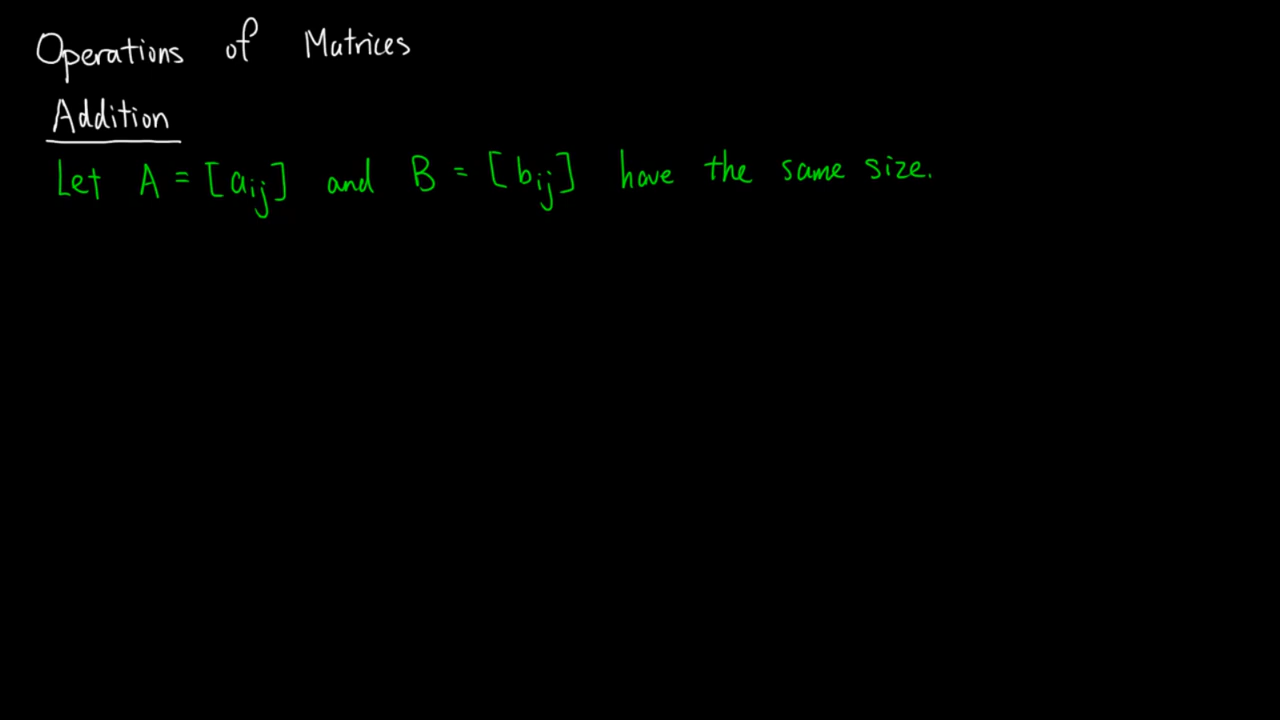 Operations of Matrices
Addition
Let A = [aij] and B = [bij] have the same size.